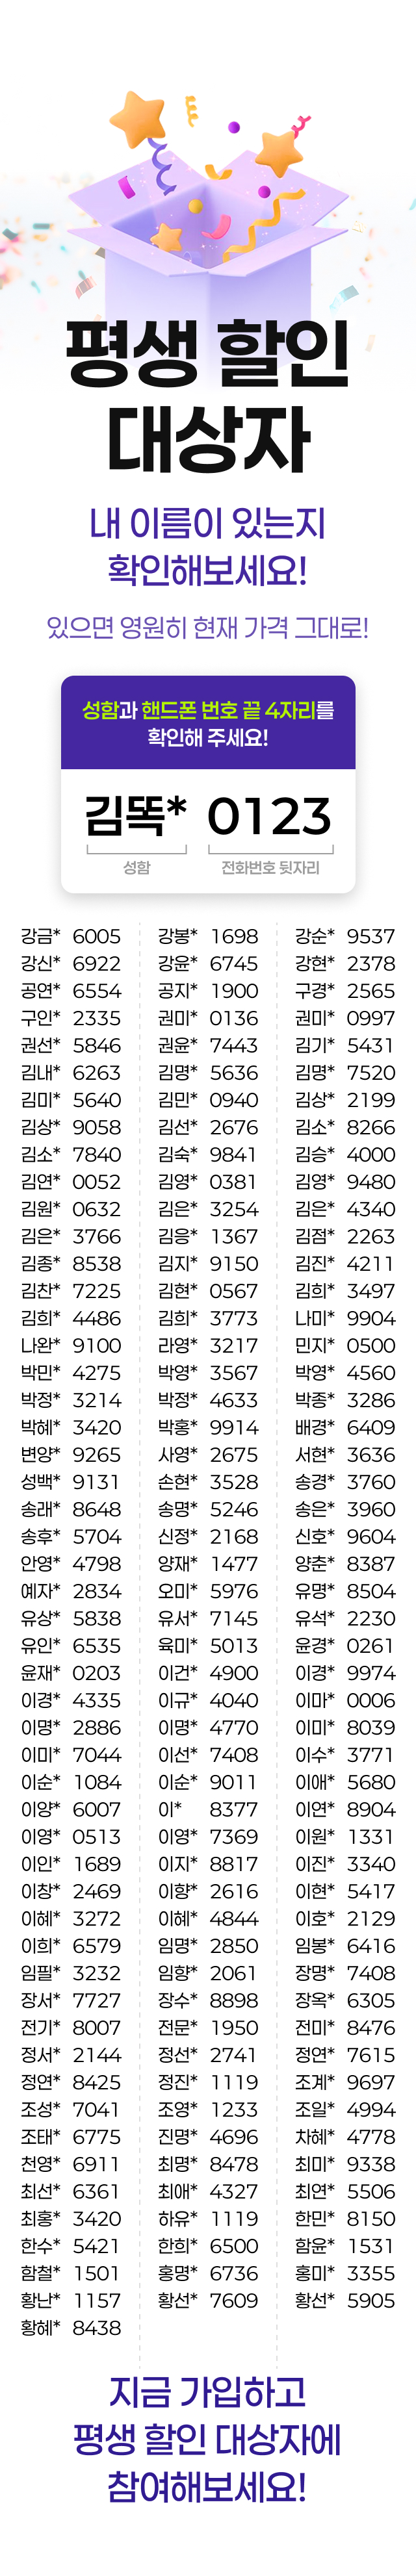 평생 할인
대상자
내 이름이 있는지
확인해보세요!
있으면 영원히 현재 가격 그대로!
성함과 핸드폰 번호 끝 4자리를
확인해 주세요!
김똑* 0123
성함 전화번호 뒷자리
강금* 6005 강봉* 1698 강순* 9537
강신* 6922 강윤* 6745 강현* 2378
공연* 6554 공지* 1900 구경* 2565
구인* 2335 권미* 0136 권미* 0997
권선* 5846 권윤* 7443 김기* 5431
김내* 6263 김명* 5636 김명* 7520
김미* 5640 김민* 0940 김상* 2199
김상* 9058 김선* 2676 김소* 8266
김소* 7840 김숙* 9841 김승* 4000
김연* 0052 김영* 0381 김영* 9480
김원* 0632 김은* 3254 김은* 4340
김은* 3766 김응* 1367 김점* 2263
김종* 8538 김지* 9150 김진* 4211
김찬* 7225 김현* 0567 김희* 3497
김희* 4486 김희* 3773 나미* 9904
나완* 9100 라영* 3217 민지* 0500
박민* 4275 박영* 3567 박영* 4560
박정* 3214 박정* 4633 박종* 3286
박혜* 3420 박홍* 9914 배경* 6409
변양* 9265 사영* 2675 서현* 3636
성백* 9131 손현* 3528 송경* 3760
송래* 8648 송명* 5246 송은* 3960
송후* 5704 신정* 2168 신호* 9604
안영* 4798 양재* 1477 양춘* 8387
예자* 2834 오미* 5976 유명* 8504
유상* 5838 유서* 7145 유석* 2230
유인* 6535 육미* 5013 윤경* 0261
윤재* 0203 이건* 4900 이경* 9974
이경* 4335 이규* 4040 이마* 0006
이명* 2886 이명* 4770 이미* 8039
이미* 7044 이선* 7408 이수* 3771
이순* 1084 이순* 9011 이애* 5680
이양* 6007 이* 8377 이연* 8904
이영* 0513 이영* 7369 이원* 1331
이인* 1689 이지* 8817 이진* 3340
이창* 2469 이향* 2616 이현* 5417
이혜* 3272 이혜* 4844 이호* 2129
이희* 6579 임명* 2850 임봉* 6416
임필* 3232 임향* 2061 장명* 7408
장서* 7727 장수* 8898 장옥* 6305
전기* 8007 전문* 1950 전미* 8476
정서* 2144 정선* 2741 정연* 7615
정연* 8425 정진* 1119 조계* 9697
조성* 7041 조영* 1233 조일* 4994
조태* 6775 진명* 4696 차혜* 4778
천영* 6911 최명* 8478 최미* 9338
최선* 6361 최애* 4327 최연* 5506
최홍* 3420 하유* 1119 한민* 8150
한수* 5421 한희* 6500 함윤* 1531
함철* 1501 홍명* 6736 홍미* 3355
황난* 1157 황선* 7609 황선* 5905
황혜* 8438
지금 가입하고
평생 할인 대상자에
참여해보세요!